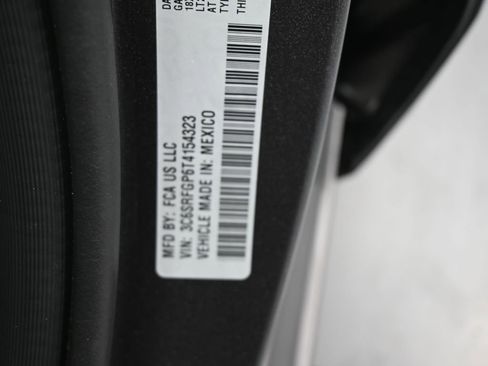 MFD BY: FCA US LLC
VIN: 3C6SRFGP6T4154323
VEHICLE MADE IN: MEXICO